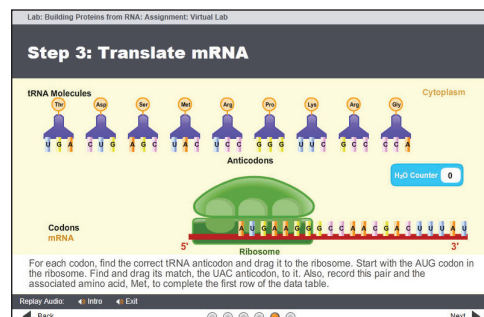 Lab: Building Proteins from RNA: Assignment: Virtual Lab
Step 3: Translate mRNA
tRNA Molecules
Cytoplasm
Thr Asp Ser Met Arg Pro Lys Arg Gly
U G A C U G A G C U A C U C C G G G U U C G C C C C A
Anticodons
H₂O Counter 0
Codons
mRNA
A U G A A G G G C C A A C G A C U U U A U
5' 3'
Ribosome
For each codon, find the correct tRNA anticodon and drag it to the ribosome. Start with the AUG codon in
the ribosome. Find and drag its match, the UAC anticodon, to it. Also, record this pair and the
associated amino acid, Met, to complete the first row of the data table.
Replay Audio: Intro Exit
Back Next